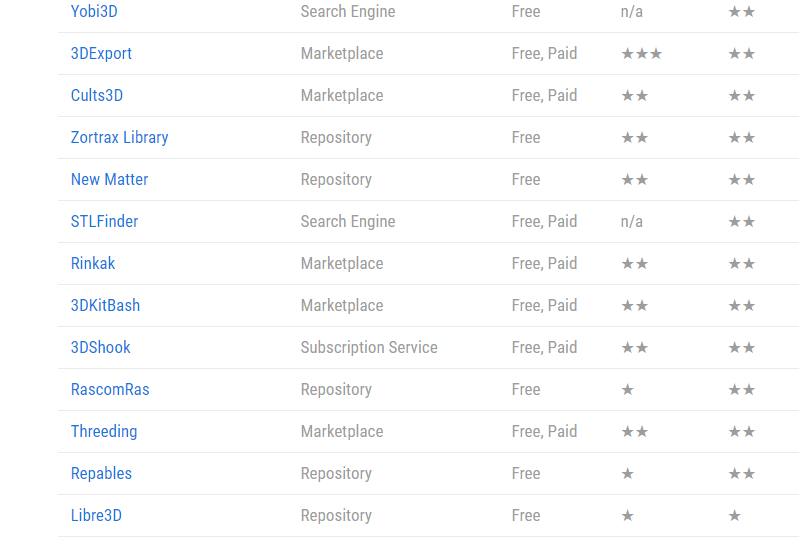 Yobi3D Search Engine Free n/a ★★
3DExport Marketplace Free, Paid ★★★ ★★
Cults3D Marketplace Free, Paid ★★ ★★
Zortrax Library Repository Free ★★ ★★
New Matter Repository Free ★★ ★★
STLFinder Search Engine Free, Paid n/a ★★
Rinkak Marketplace Free, Paid ★★ ★★
3DKitBash Marketplace Free, Paid ★★ ★★
3DShook Subscription Service Free, Paid ★★ ★★
RascomRas Repository Free ★ ★★
Threeding Marketplace Free, Paid ★★ ★★
Repables Repository Free ★ ★★
Libre3D Repository Free ★ ★